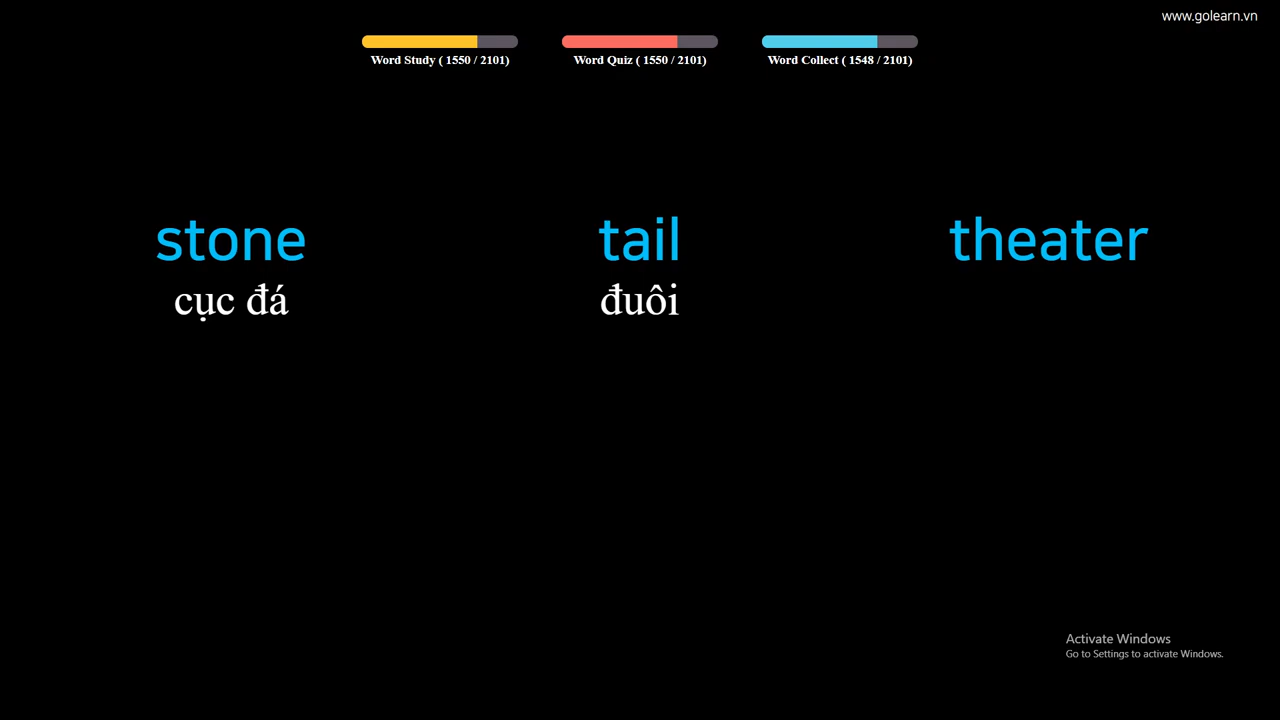 www.golearn.vn
Word Study ( 1550 / 2101)
Word Quiz ( 1550 / 2101)
Word Collect ( 1548 / 2101)
stone
cục đá
tail
đuôi
theater
Activate Windows
Go to Settings to activate Windows.